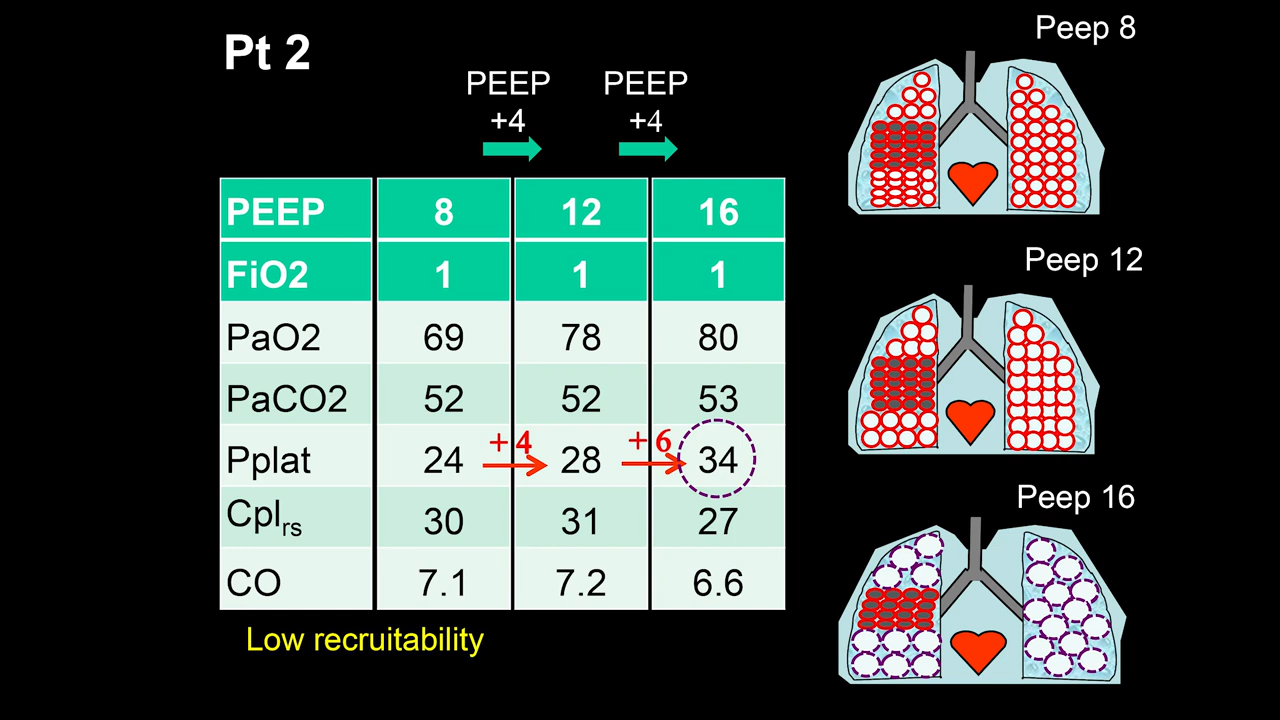 Pt 2
PEEP PEEP
+4 +4
PEEP 8 12 16
FiO2 1 1 1
PaO2 69 78 80
PaCO2 52 52 53
Pplat 24 +4 28 +6 34
Cplrs 30 31 27
CO 7.1 7.2 6.6
Low recruitability
Peep 8
Peep 12
Peep 16